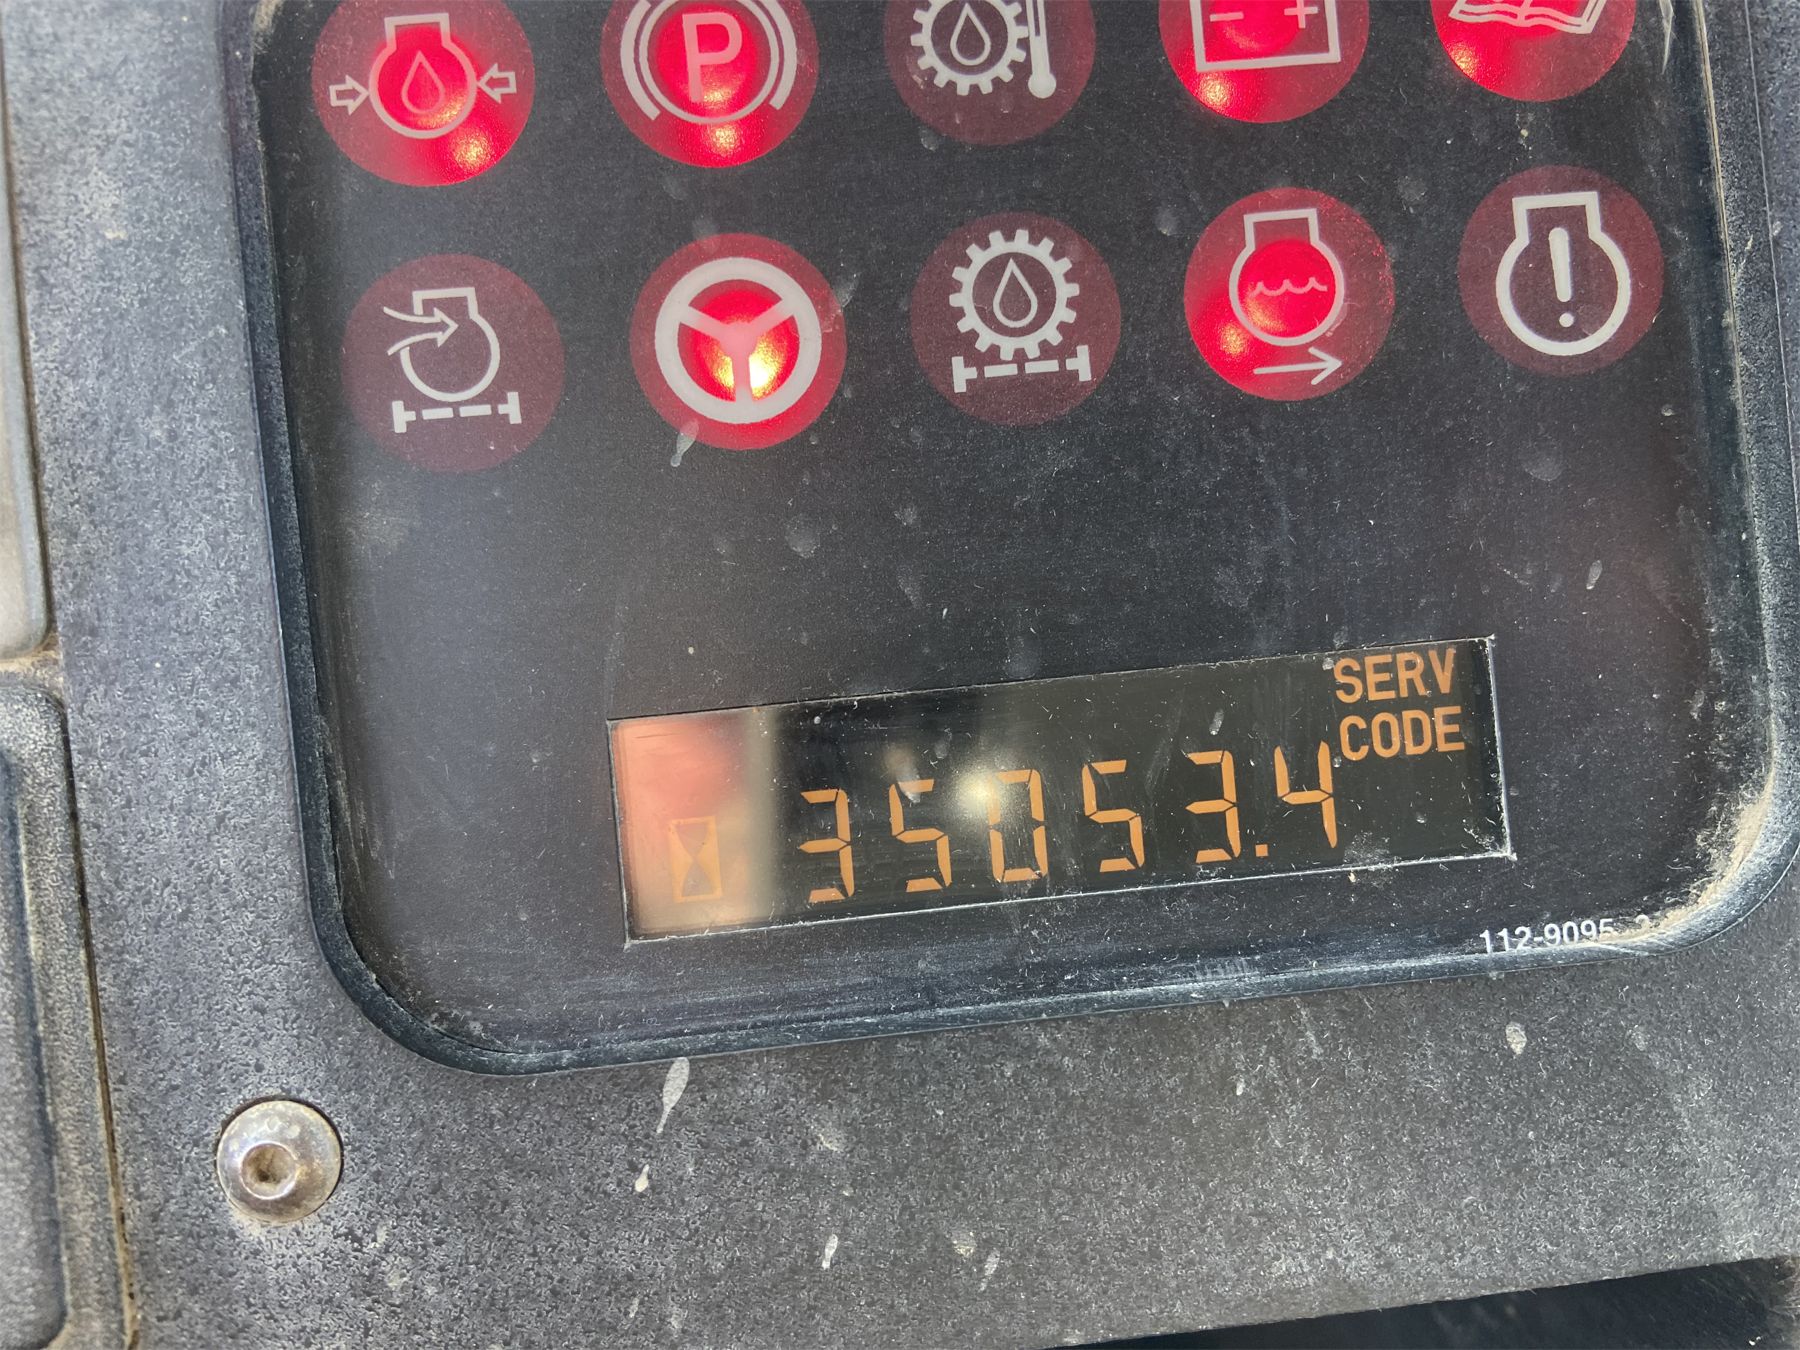 P
- +
SERV
CODE
35053.4
112-9095